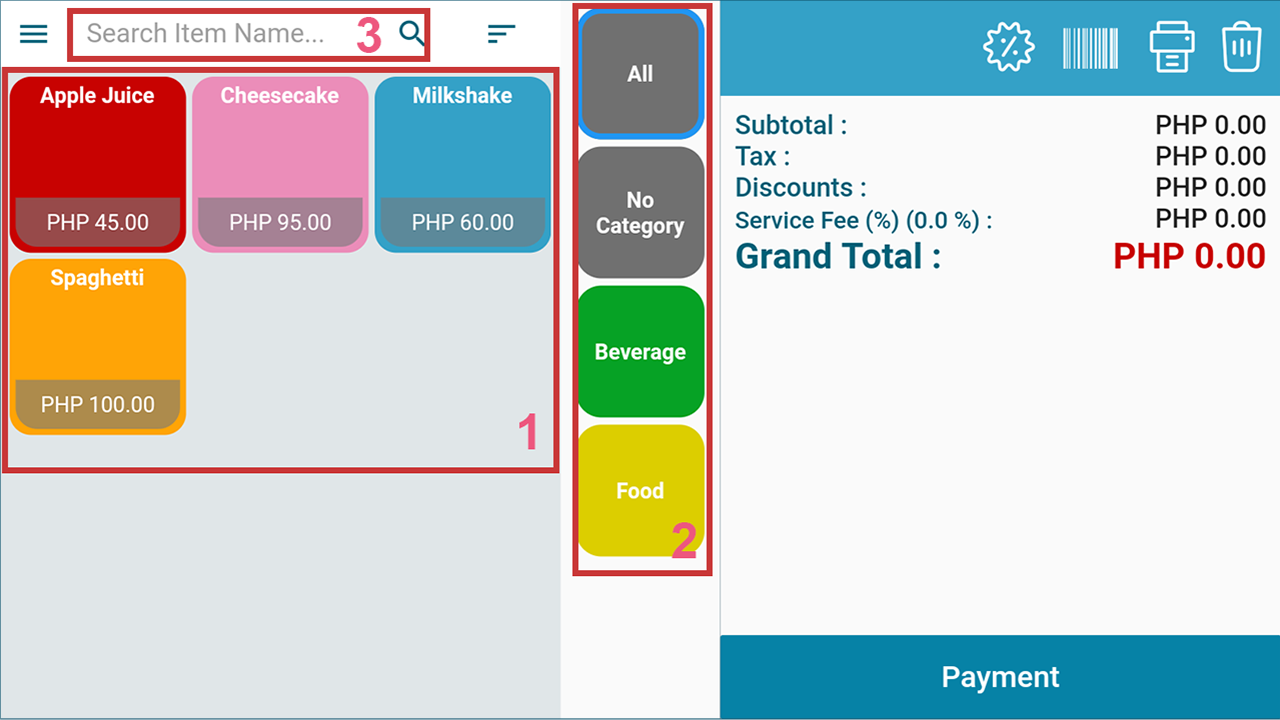 Search Item Name...
3
Apple Juice
PHP 45.00
Cheesecake
PHP 95.00
Milkshake
PHP 60.00
Spaghetti
PHP 100.00
1
All
No
Category
Beverage
Food
2
Subtotal : PHP 0.00
Tax : PHP 0.00
Discounts : PHP 0.00
Service Fee (%) (0.0 %) : PHP 0.00
Grand Total : PHP 0.00
Payment